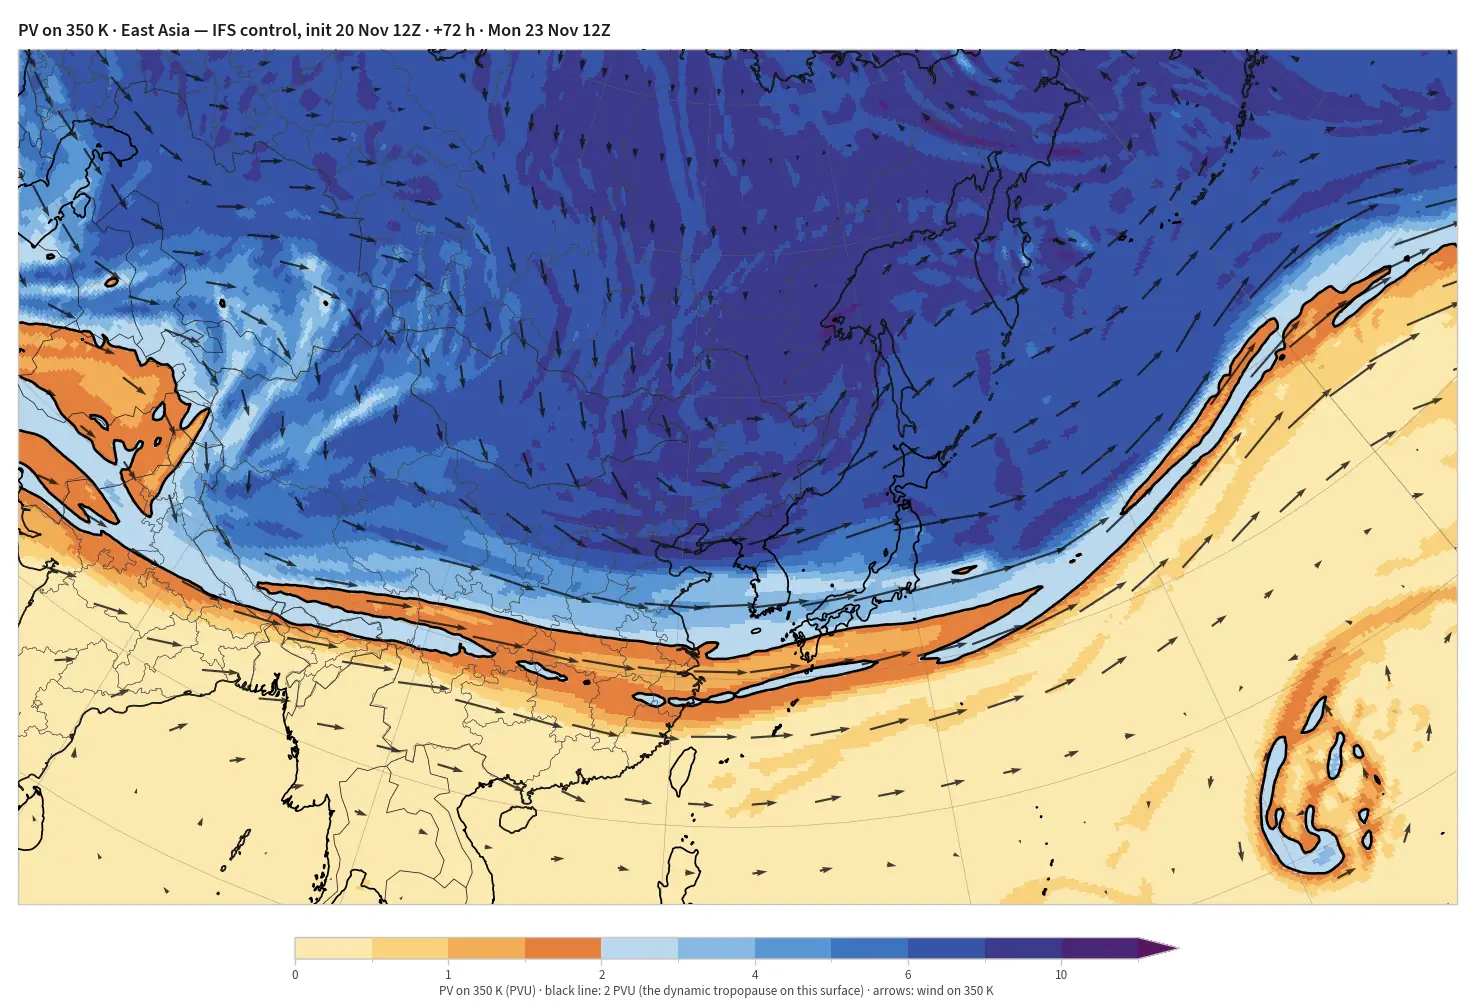 PV on 350 K · East Asia — IFS control, init 20 Nov 12Z · +72 h · Mon 23 Nov 12Z
0 1 2 4 6 10
PV on 350 K (PVU) · black line: 2 PVU (the dynamic tropopause on this surface) · arrows: wind on 350 K